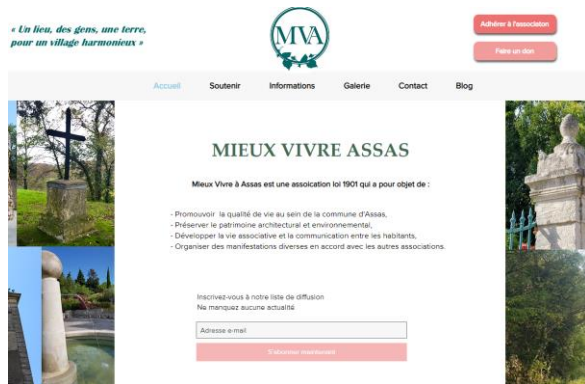 « Un lieu, des gens, une terre,
pour un village harmonieux »
MVA
Adhérer à l'associaton
Faire un don
Accueil Soutenir Informations Galerie Contact Blog
MIEUX VIVRE ASSAS
Mieux Vivre à Assas est une assoication loi 1901 qui a pour objet de :
- Promouvoir la qualité de vie au sein de la commune d'Assas,
- Préserver le patrimoine architectural et environnemental,
- Développer la vie associative et la communication entre les habitants,
- Organiser des manifestations diverses en accord avec les autres associations.
Inscrivez-vous à notre liste de diffusion
Ne manquez aucune actualité
Adresse e-mail
S'abonner maintenant